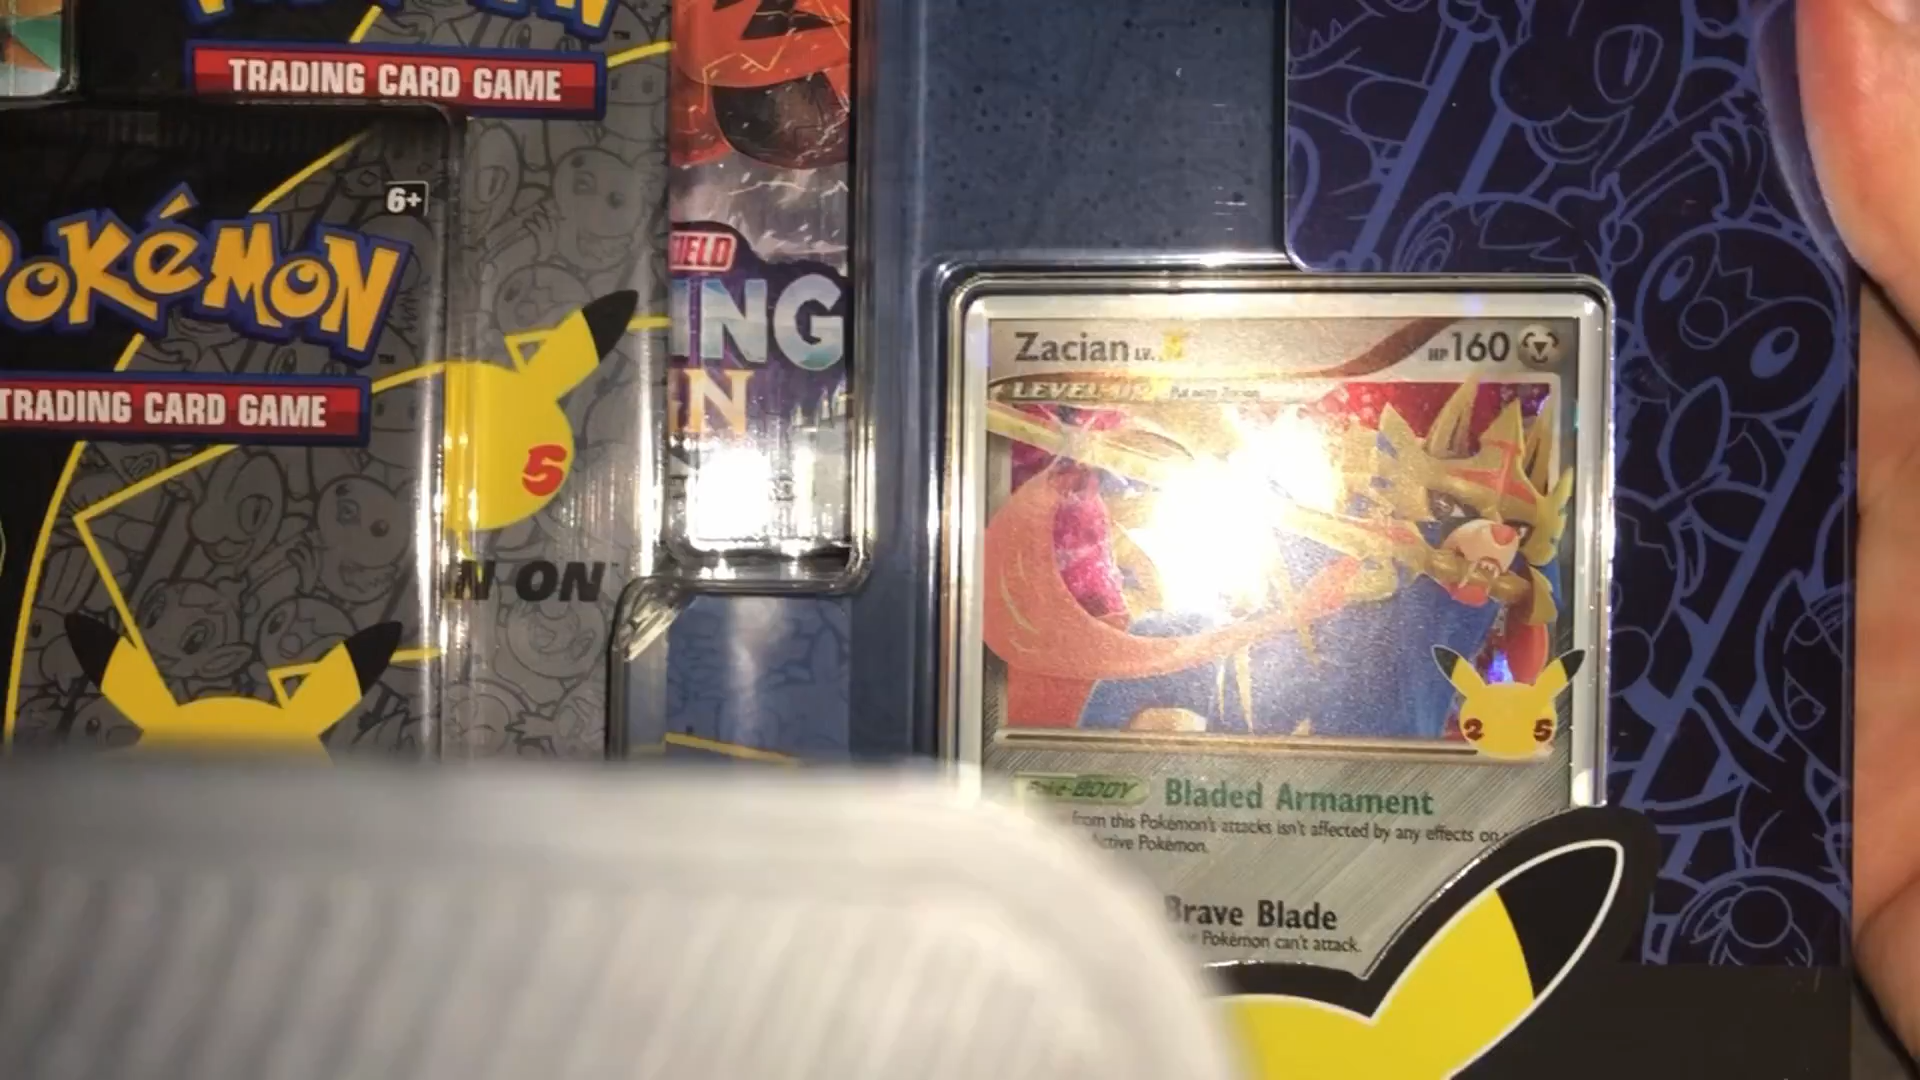 TRADING CARD GAME
6+
POKéMON
TRADING CARD GAME
5
N ON
IELD
ING
N
Zacian LV.
HP 160
LEVEL-UP
Put onto Zacian
2 5
Poké-BODY Bladed Armament
from this Pokémon's attacks isn't affected by any effects on
Active Pokémon.
Brave Blade
Pokémon can't attack.